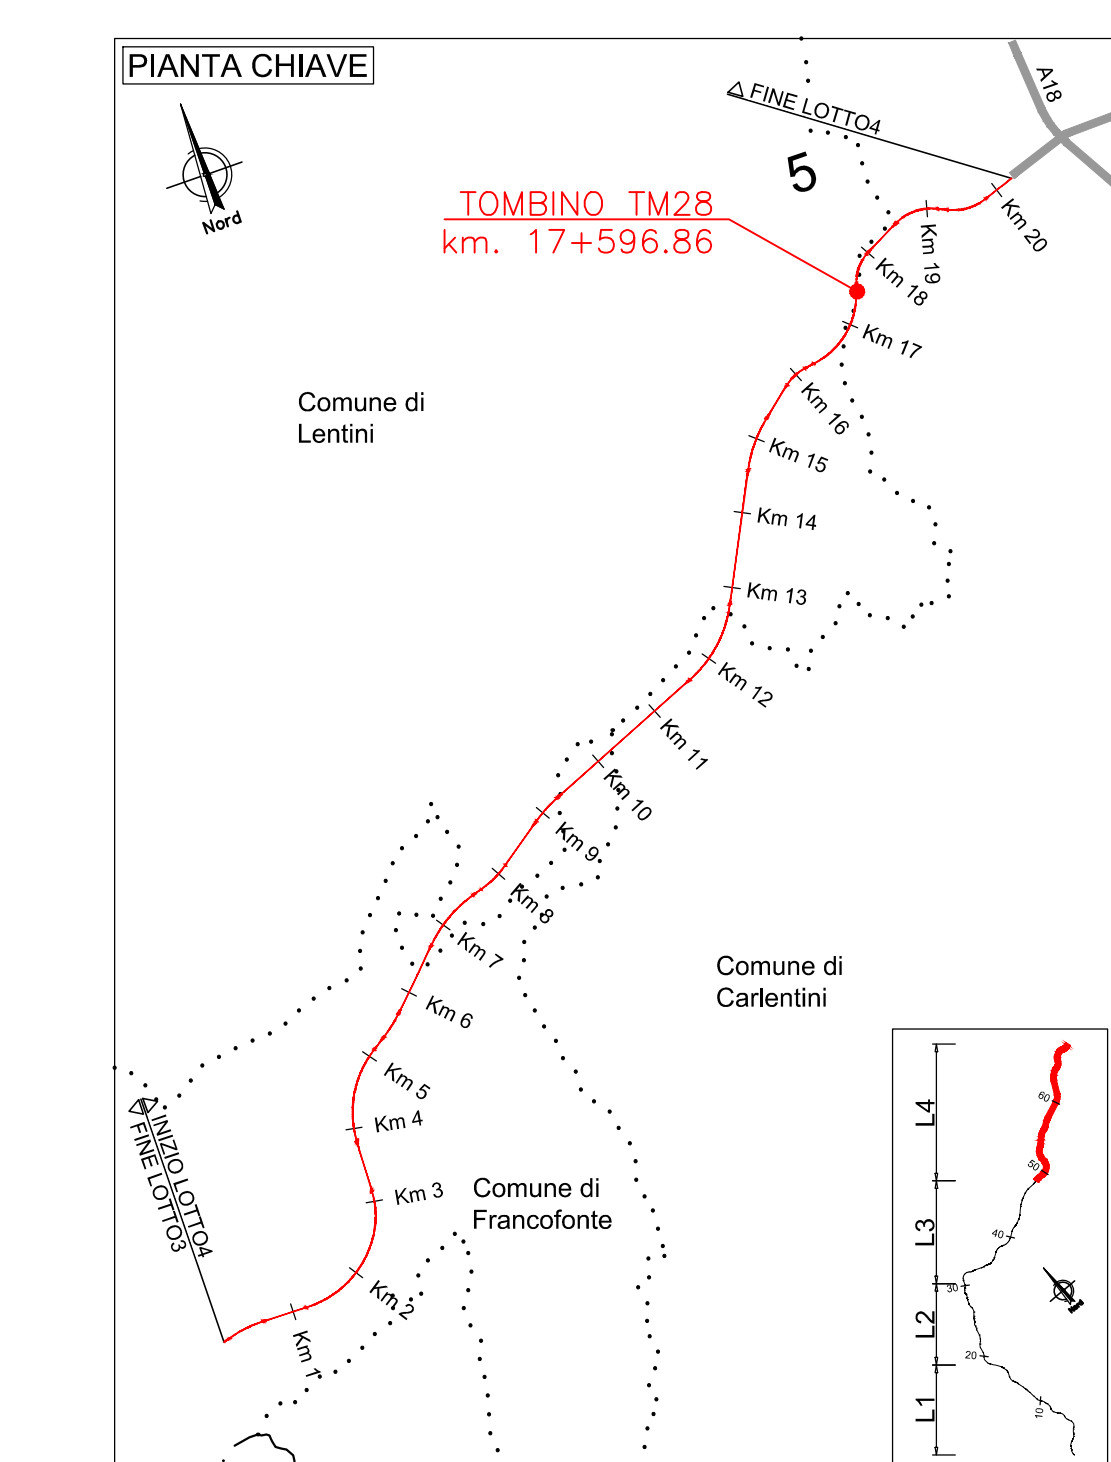 PIANTA CHIAVE
Nord
FINE LOTTO4
A18
5
TOMBINO TM28
km. 17+596.86
Km 20
Km 19
Km 18
Km 17
Km 16
Km 15
Km 14
Km 13
Km 12
Km 11
Km 10
Km 9
Km 8
Km 7
Km 6
Km 5
Km 4
Km 3
Km 2
Km 1
Comune di
Lentini
Comune di
Carlentini
Comune di
Francofonte
INIZIO LOTTO4
FINE LOTTO3
L4
L3
L2
L1
60
50
40
30
20
10